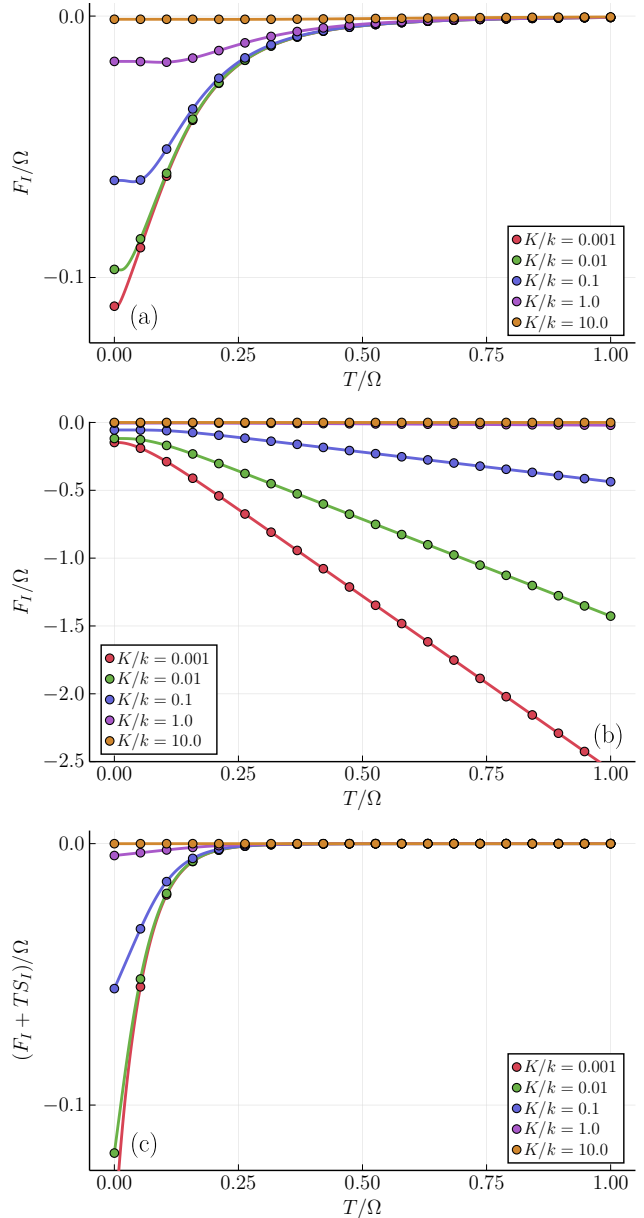 0.0
−0.1
F_I/Ω
(a)
K/k = 0.001
K/k = 0.01
K/k = 0.1
K/k = 1.0
K/k = 10.0
0.00 0.25 0.50 0.75 1.00
T/Ω
0.0
−0.5
−1.0
−1.5
−2.0
−2.5
F_I/Ω
K/k = 0.001
K/k = 0.01
K/k = 0.1
K/k = 1.0
K/k = 10.0
(b)
0.00 0.25 0.50 0.75 1.00
T/Ω
0.0
−0.1
(F_I + TS_I)/Ω
(c)
K/k = 0.001
K/k = 0.01
K/k = 0.1
K/k = 1.0
K/k = 10.0
0.00 0.25 0.50 0.75 1.00
T/Ω